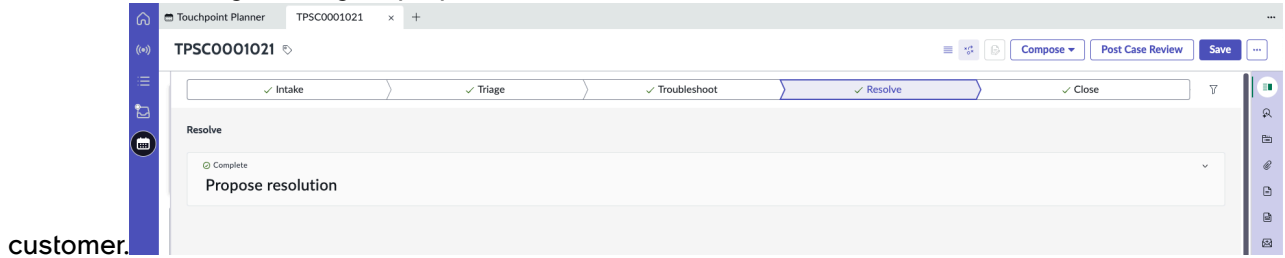 Touchpoint Planner TPSC0001021 × + ...
TPSC0001021 Compose Post Case Review Save ...
Intake Triage Troubleshoot Resolve Close
Resolve
Complete
Propose resolution
customer.